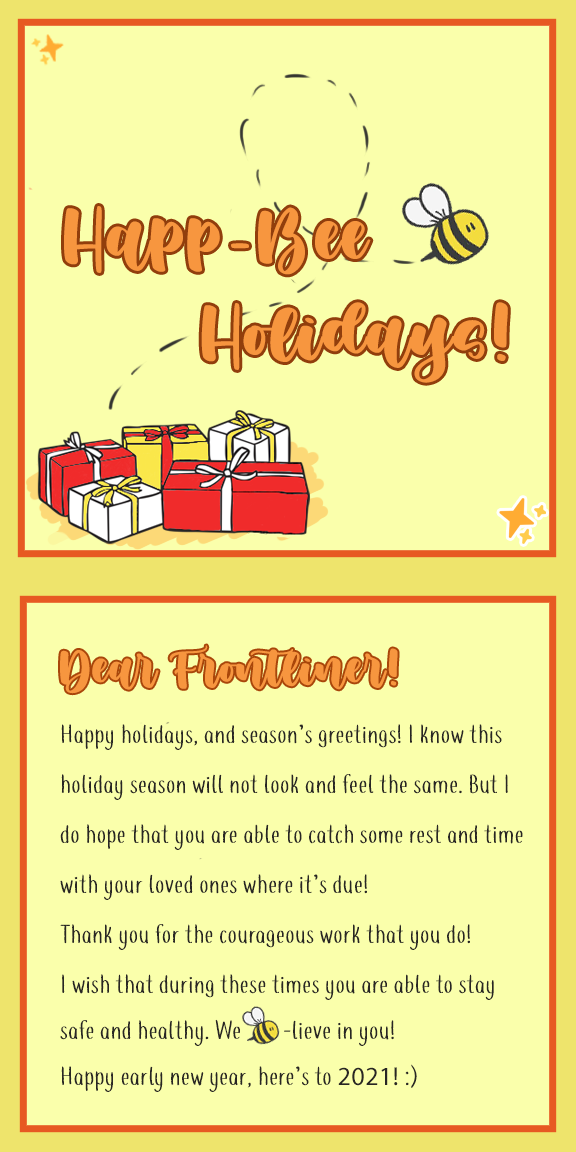 Happ-Bee
Holidays!
Dear Frontliner!
Happy holidays, and season's greetings! I know this
holiday season will not look and feel the same. But I
do hope that you are able to catch some rest and time
with your loved ones where it's due!
Thank you for the courageous work that you do!
I wish that during these times you are able to stay
safe and healthy. We -lieve in you!
Happy early new year, here's to 2021! :)